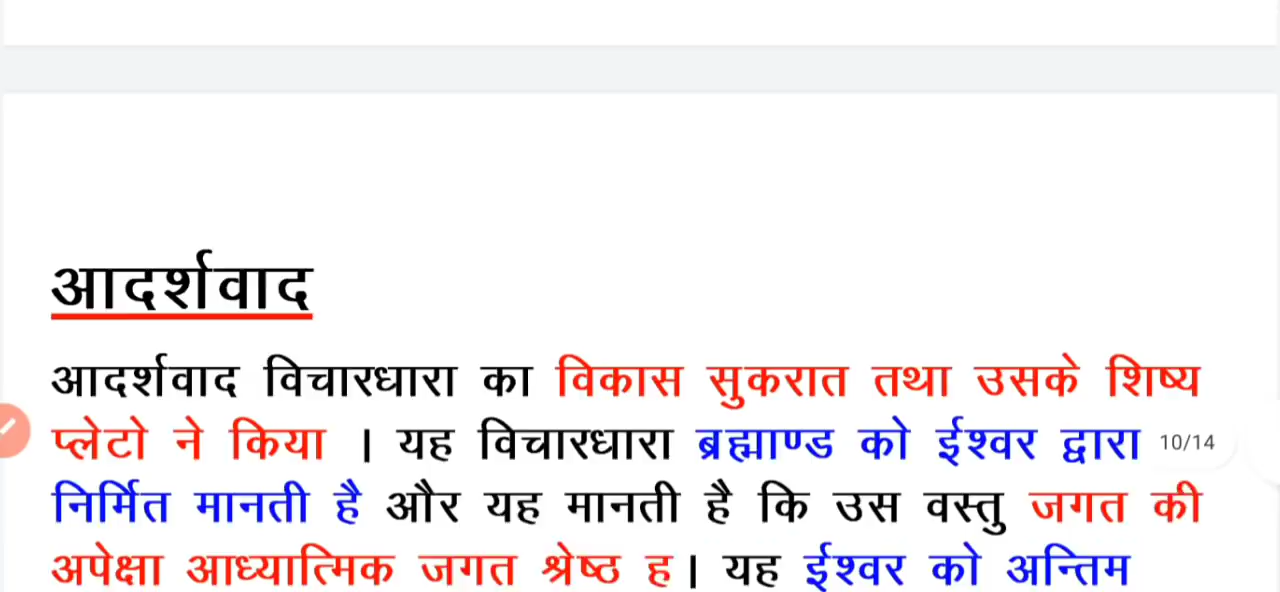 आदर्शवाद
आदर्शवाद विचारधारा का विकास सुकरात तथा उसके शिष्य
प्लेटो ने किया । यह विचारधारा ब्रह्माण्ड को ईश्वर द्वारा
10/14
निर्मित मानती है और यह मानती है कि उस वस्तु जगत की
अपेक्षा आध्यात्मिक जगत श्रेष्ठ ह। यह ईश्वर को अन्तिम